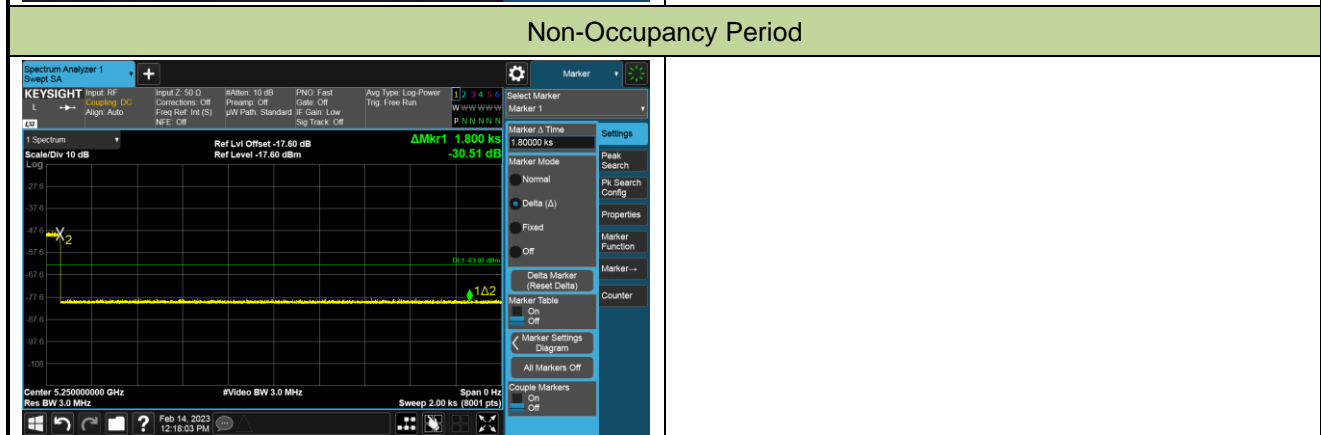 Non-Occupancy Period
Spectrum Analyzer 1
Swept SA
+
Marker
KEYSIGHT
L
LXI
Input: RF
Coupling: DC
Align: Auto
Input Z: 50 Ω
Corrections: Off
Freq Ref: Int (S)
NFE: Off
#Atten: 10 dB
Preamp: Off
µW Path: Standard
PNO: Fast
Gate: Off
IF Gain: Low
Sig Track: Off
Avg Type: Log-Power
Trig: Free Run
1 2 3 4 5 6
W W W W W W
P N N N N N
1 Spectrum
Scale/Div 10 dB
Log
Ref Lvl Offset -17.60 dB
Ref Level -17.60 dBm
ΔMkr1 1.800 ks
-30.51 dB
-27.6
-37.6
-47.6
-57.6
-67.6
-77.6
-87.6
-97.6
-108
2
DL1 -63.00 dBm
1Δ2
Center 5.250000000 GHz
Res BW 3.0 MHz
#Video BW 3.0 MHz
Span 0 Hz
Sweep 2.00 ks (8001 pts)
Select Marker
Marker 1
Marker Δ Time
1.80000 ks
Marker Mode
Normal
Delta (Δ)
Fixed
Off
Delta Marker
(Reset Delta)
Marker Table
On
Off
Marker Settings
Diagram
All Markers Off
Couple Markers
On
Off
Settings
Peak
Search
Pk Search
Config
Properties
Marker
Function
Marker→
Counter
?
Feb 14, 2023
12:18:03 PM